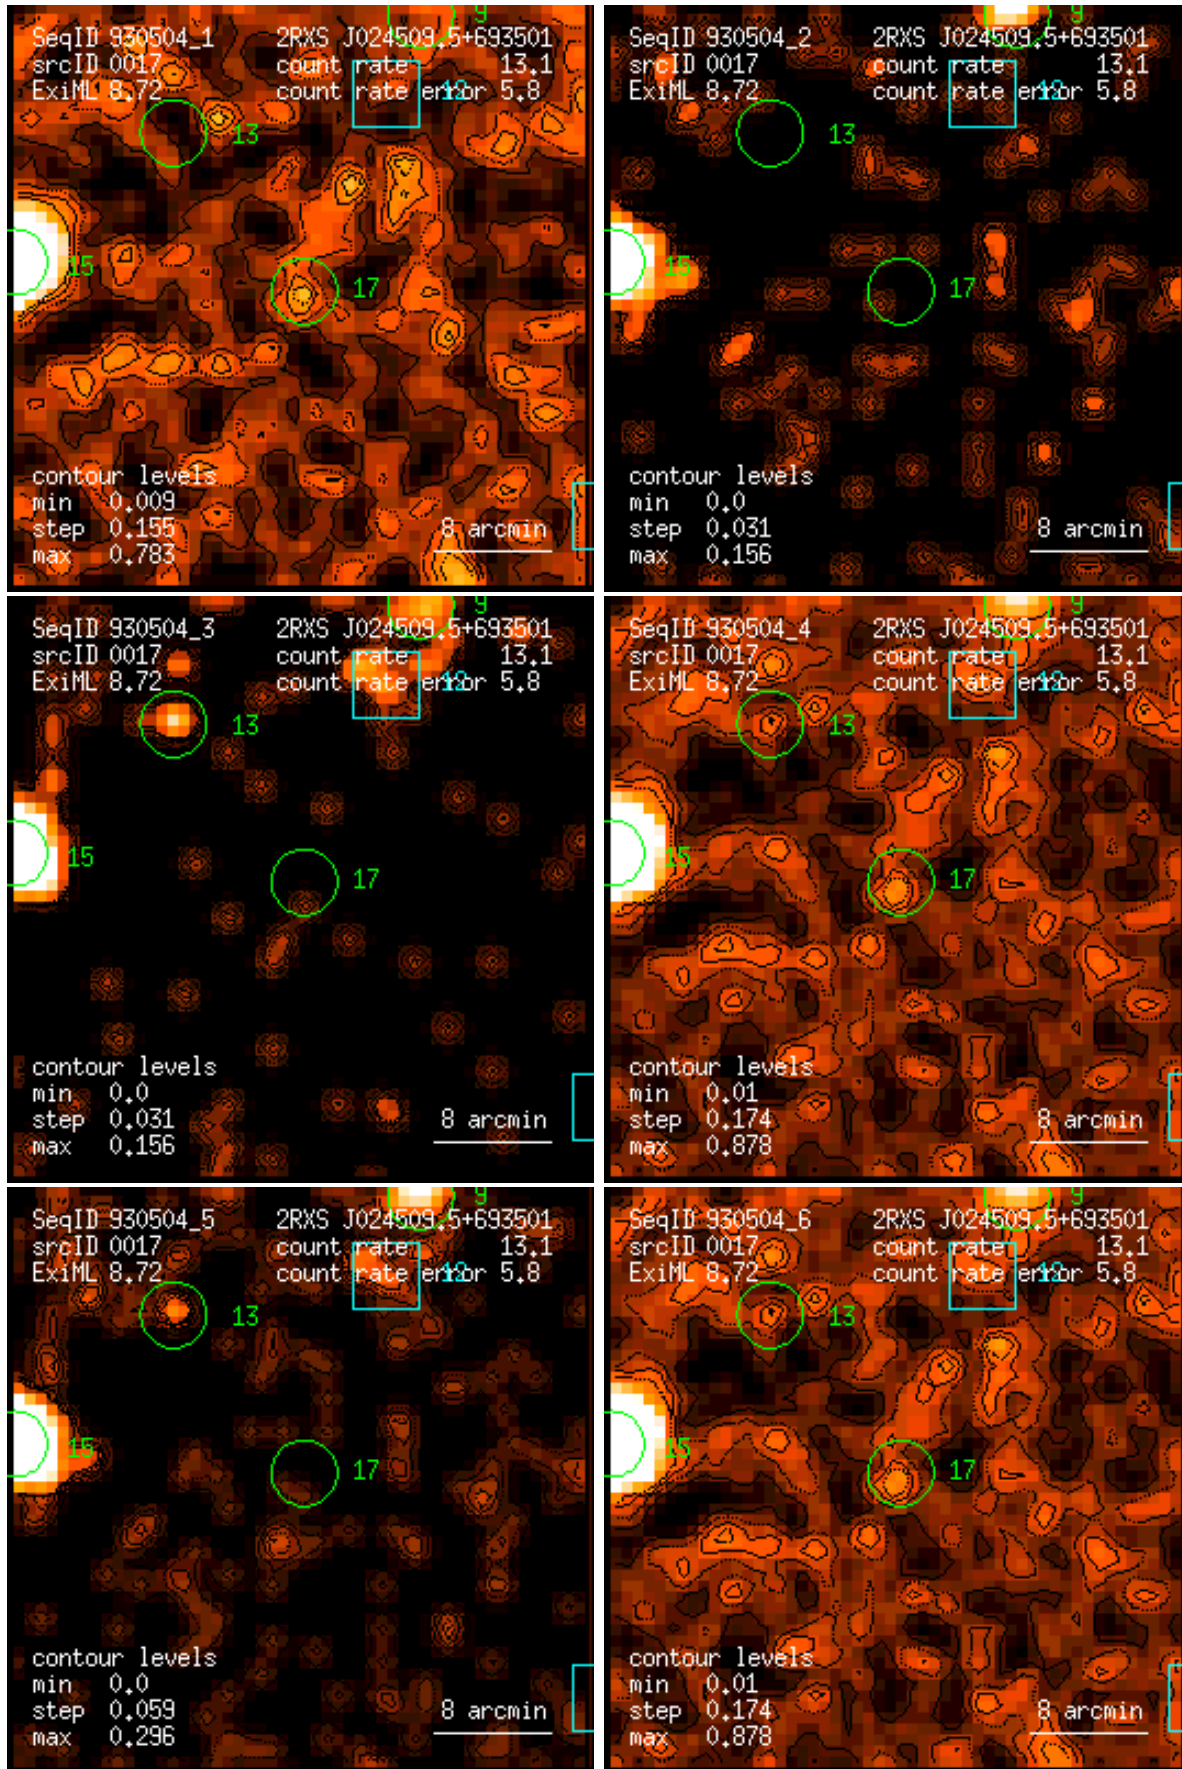 9
SeqID 930504_1 2RXS J024509.5+693501
srcID 0017 count rate 13.1
ExiML 8.72 count rate error 5.8
12
13
15
17
contour levels
min 0.009
step 0.155
max 0.783
8 arcmin
9
SeqID 930504_2 2RXS J024509.5+693501
srcID 0017 count rate 13.1
ExiML 8.72 count rate error 5.8
12
13
15
17
contour levels
min 0.0
step 0.031
max 0.156
8 arcmin
9
SeqID 930504_3 2RXS J024509.5+693501
srcID 0017 count rate 13.1
ExiML 8.72 count rate error 5.8
12
13
15
17
contour levels
min 0.0
step 0.031
max 0.156
8 arcmin
9
SeqID 930504_4 2RXS J024509.5+693501
srcID 0017 count rate 13.1
ExiML 8.72 count rate error 5.8
12
13
15
17
contour levels
min 0.01
step 0.174
max 0.878
8 arcmin
9
SeqID 930504_5 2RXS J024509.5+693501
srcID 0017 count rate 13.1
ExiML 8.72 count rate error 5.8
12
13
15
17
contour levels
min 0.0
step 0.059
max 0.296
8 arcmin
9
SeqID 930504_6 2RXS J024509.5+693501
srcID 0017 count rate 13.1
ExiML 8.72 count rate error 5.8
12
13
15
17
contour levels
min 0.01
step 0.174
max 0.878
8 arcmin